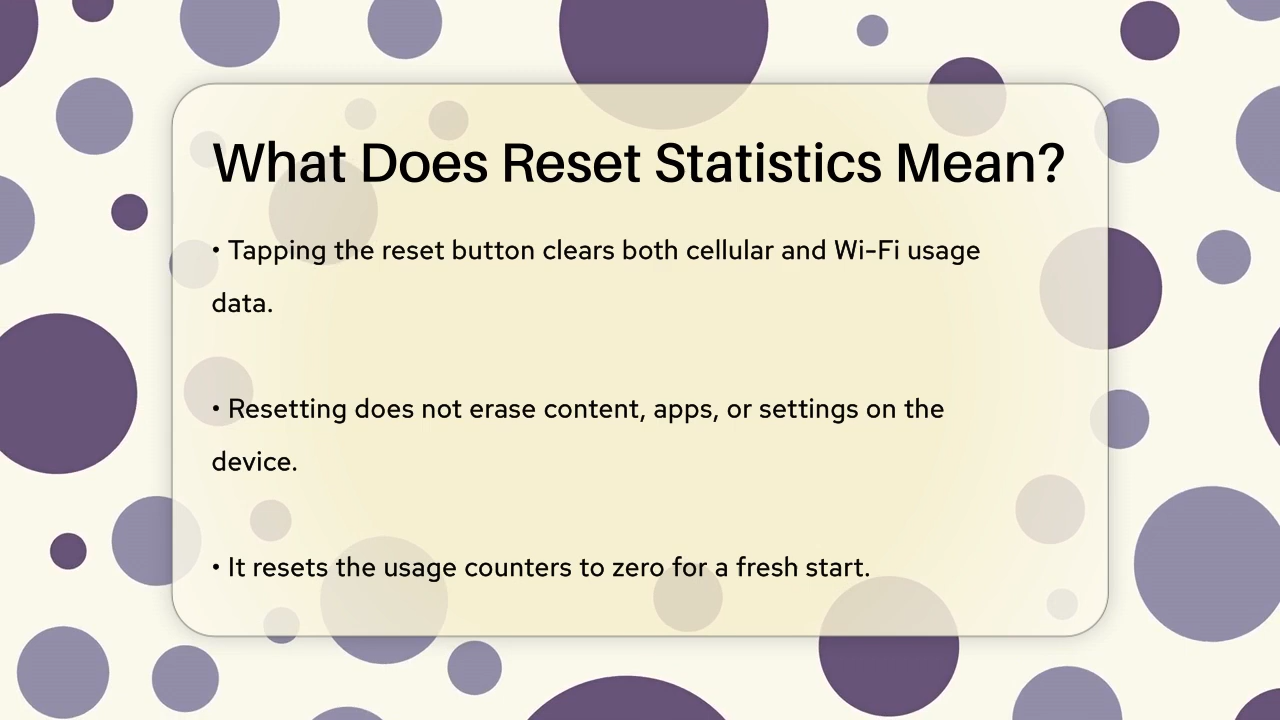 What Does Reset Statistics Mean?
• Tapping the reset button clears both cellular and Wi-Fi usage
data.
• Resetting does not erase content, apps, or settings on the
device.
• It resets the usage counters to zero for a fresh start.